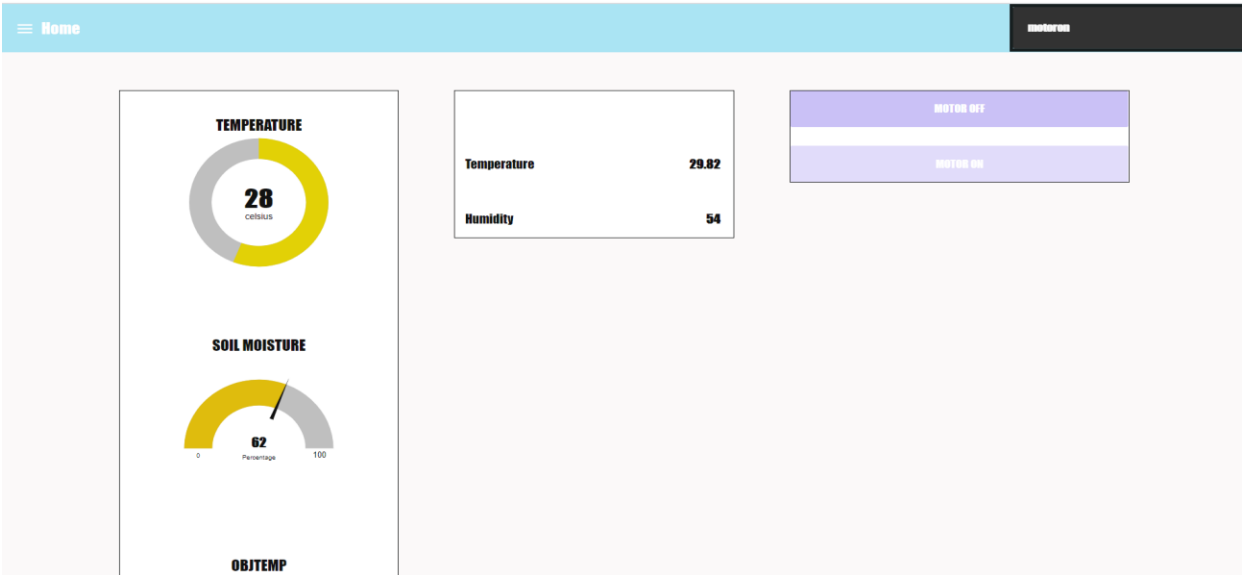 Home
motoron
TEMPERATURE
28
celsius
SOIL MOISTURE
62
0
Percentage
100
OBJTEMP
Temperature 29.82
Humidity 54
MOTOR OFF
MOTOR ON